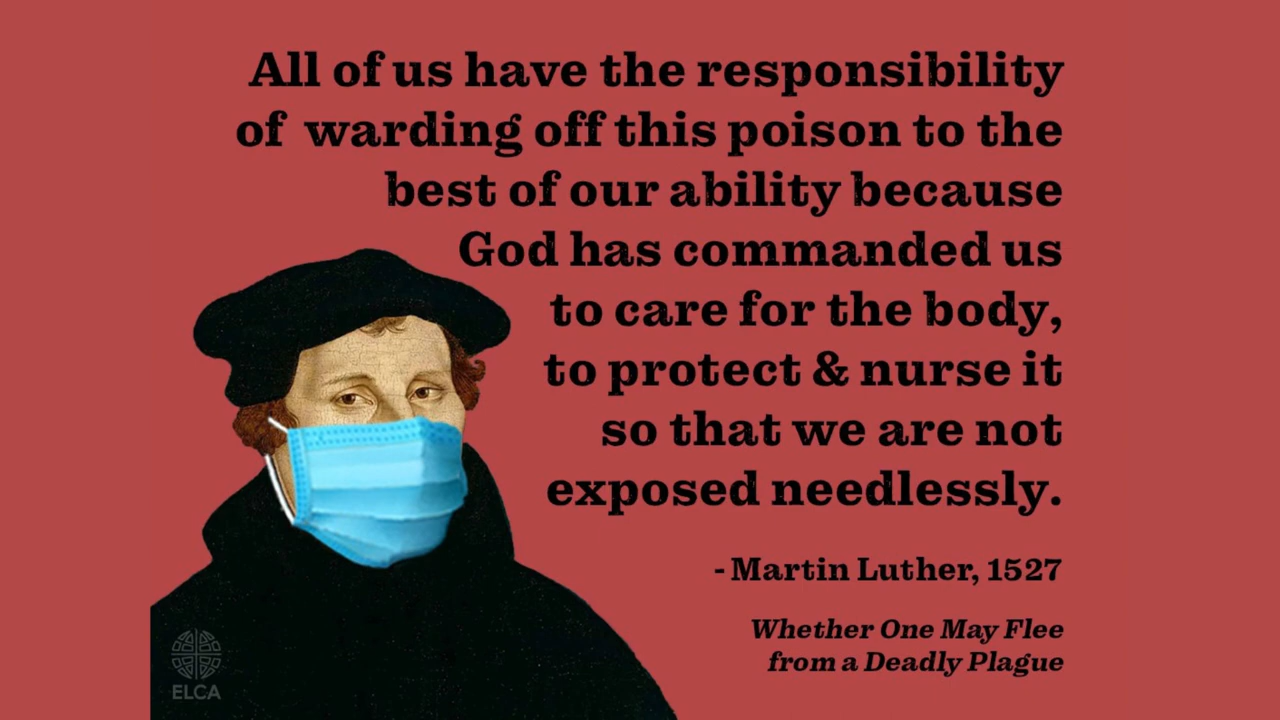 All of us have the responsibility
of warding off this poison to the
best of our ability because
God has commanded us
to care for the body,
to protect & nurse it
so that we are not
exposed needlessly.
- Martin Luther, 1527
Whether One May Flee
from a Deadly Plague
ELCA